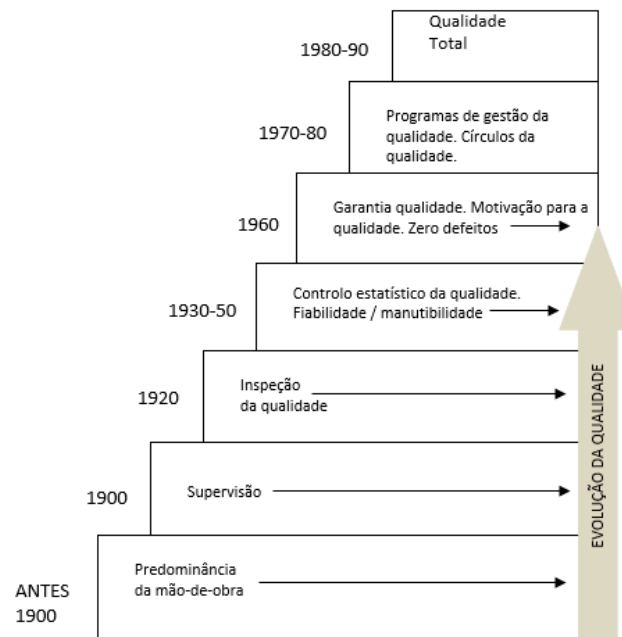 Qualidade
Total
1980-90
Programas de gestão da
qualidade. Círculos da
qualidade.
1970-80
Garantia qualidade. Motivação para a
qualidade. Zero defeitos
1960
Controlo estatístico da qualidade.
Fiabilidade / manutibilidade
1930-50
Inspeção
da qualidade
1920
Supervisão
1900
Predominância
da mão-de-obra
ANTES
1900
EVOLUÇÃO DA QUALIDADE